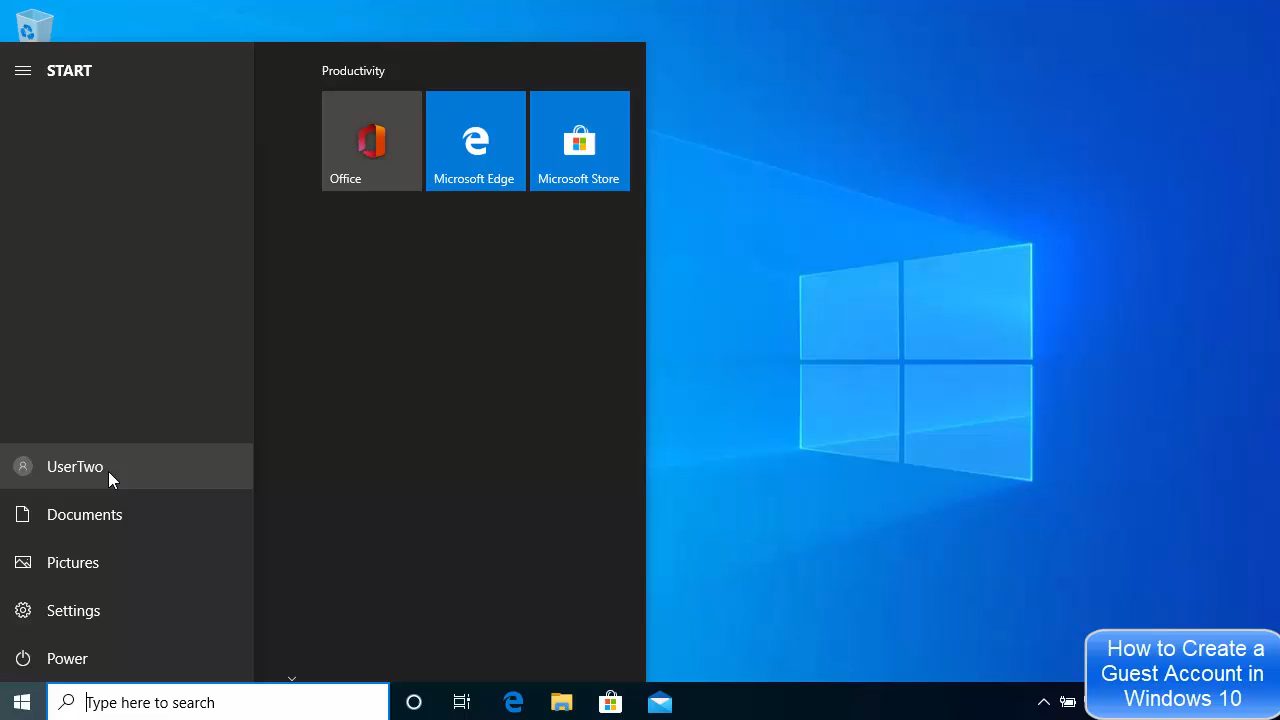 START
Productivity
Office
Microsoft Edge
Microsoft Store
UserTwo
Documents
Pictures
Settings
Power
Type here to search
How to Create a
Guest Account in
Windows 10